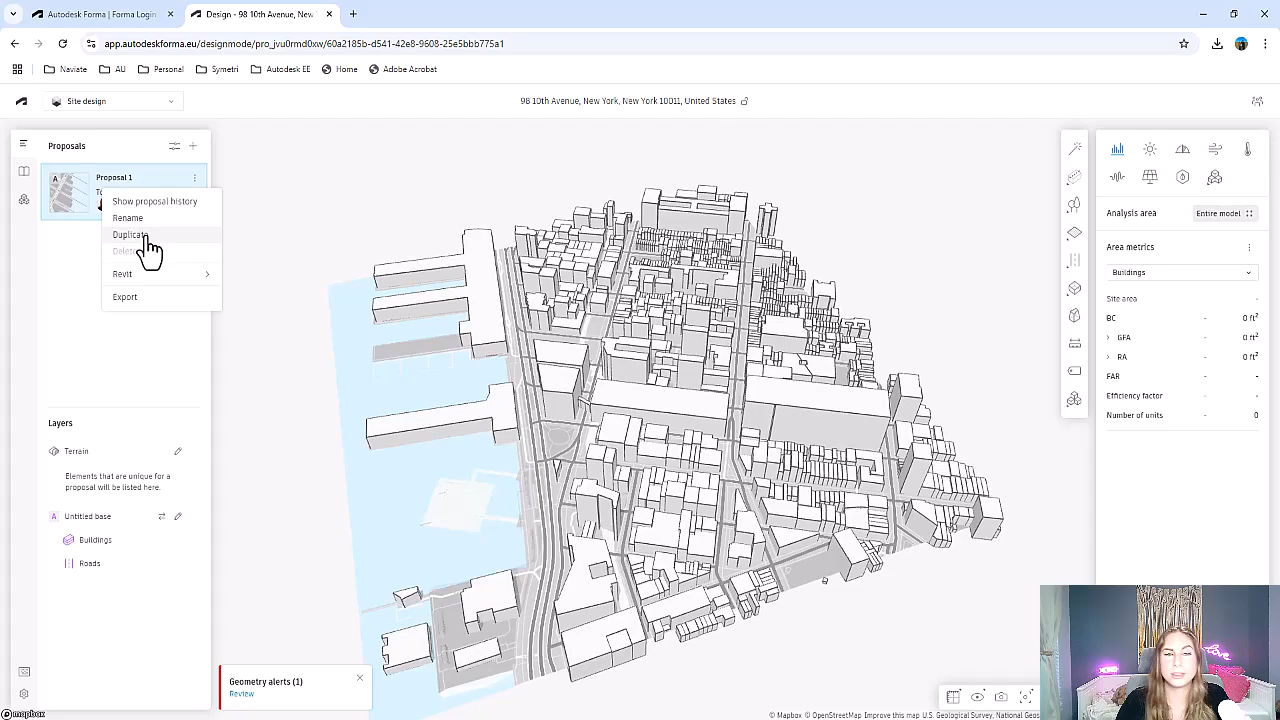 Autodesk Forma | Forma Login
Design - 98 10th Avenue, New
app.autodeskforma.eu/designmode/pro_jvu0rmd0xw/60a2185b-d541-42e8-9608-25e5bbb775a1
Naviate
AU
Personal
Symetri
Autodesk EE
Home
Adobe Acrobat
Site design
98 10th Avenue, New York, New York 10011, United States
Proposals
A
Proposal 1
Show proposal history
Rename
Duplicate
Delete
Revit
Export
Layers
Terrain
Elements that are unique for a
proposal will be listed here.
A Untitled base
Buildings
Roads
Geometry alerts (1)
Review
Analysis area
Entire model
Area metrics
Buildings
Site area -
BC - 0 ft²
GFA - 0 ft²
RA - 0 ft²
FAR - -
Efficiency factor - -
Number of units - 0
mapbox
© Mapbox © OpenStreetMap Improve this map U.S. Geological Survey, National Geos